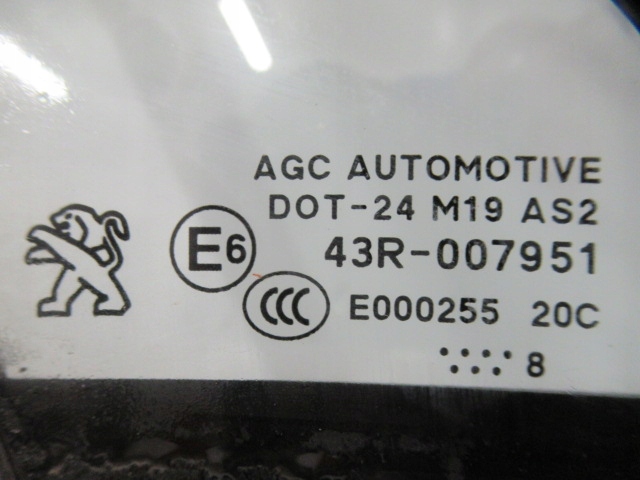 AGC AUTOMOTIVE
DOT-24 M19 AS2
E6 43R-007951
CCC E000255 20C
8